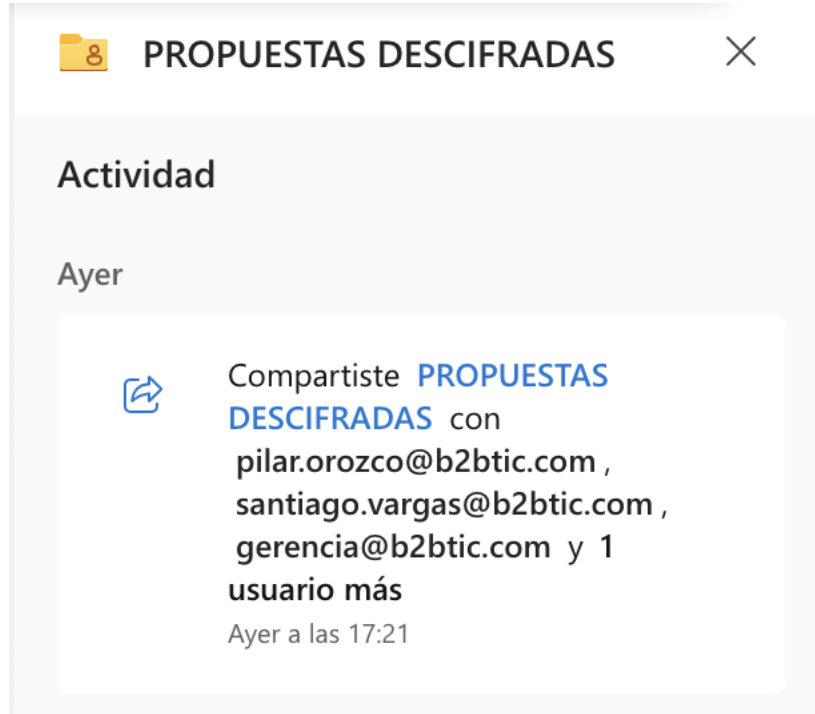 PROPUESTAS DESCIFRADAS
Actividad
Ayer
Compartiste PROPUESTAS
DESCIFRADAS con
pilar.orozco@b2btic.com ,
santiago.vargas@b2btic.com ,
gerencia@b2btic.com y 1
usuario más
Ayer a las 17:21